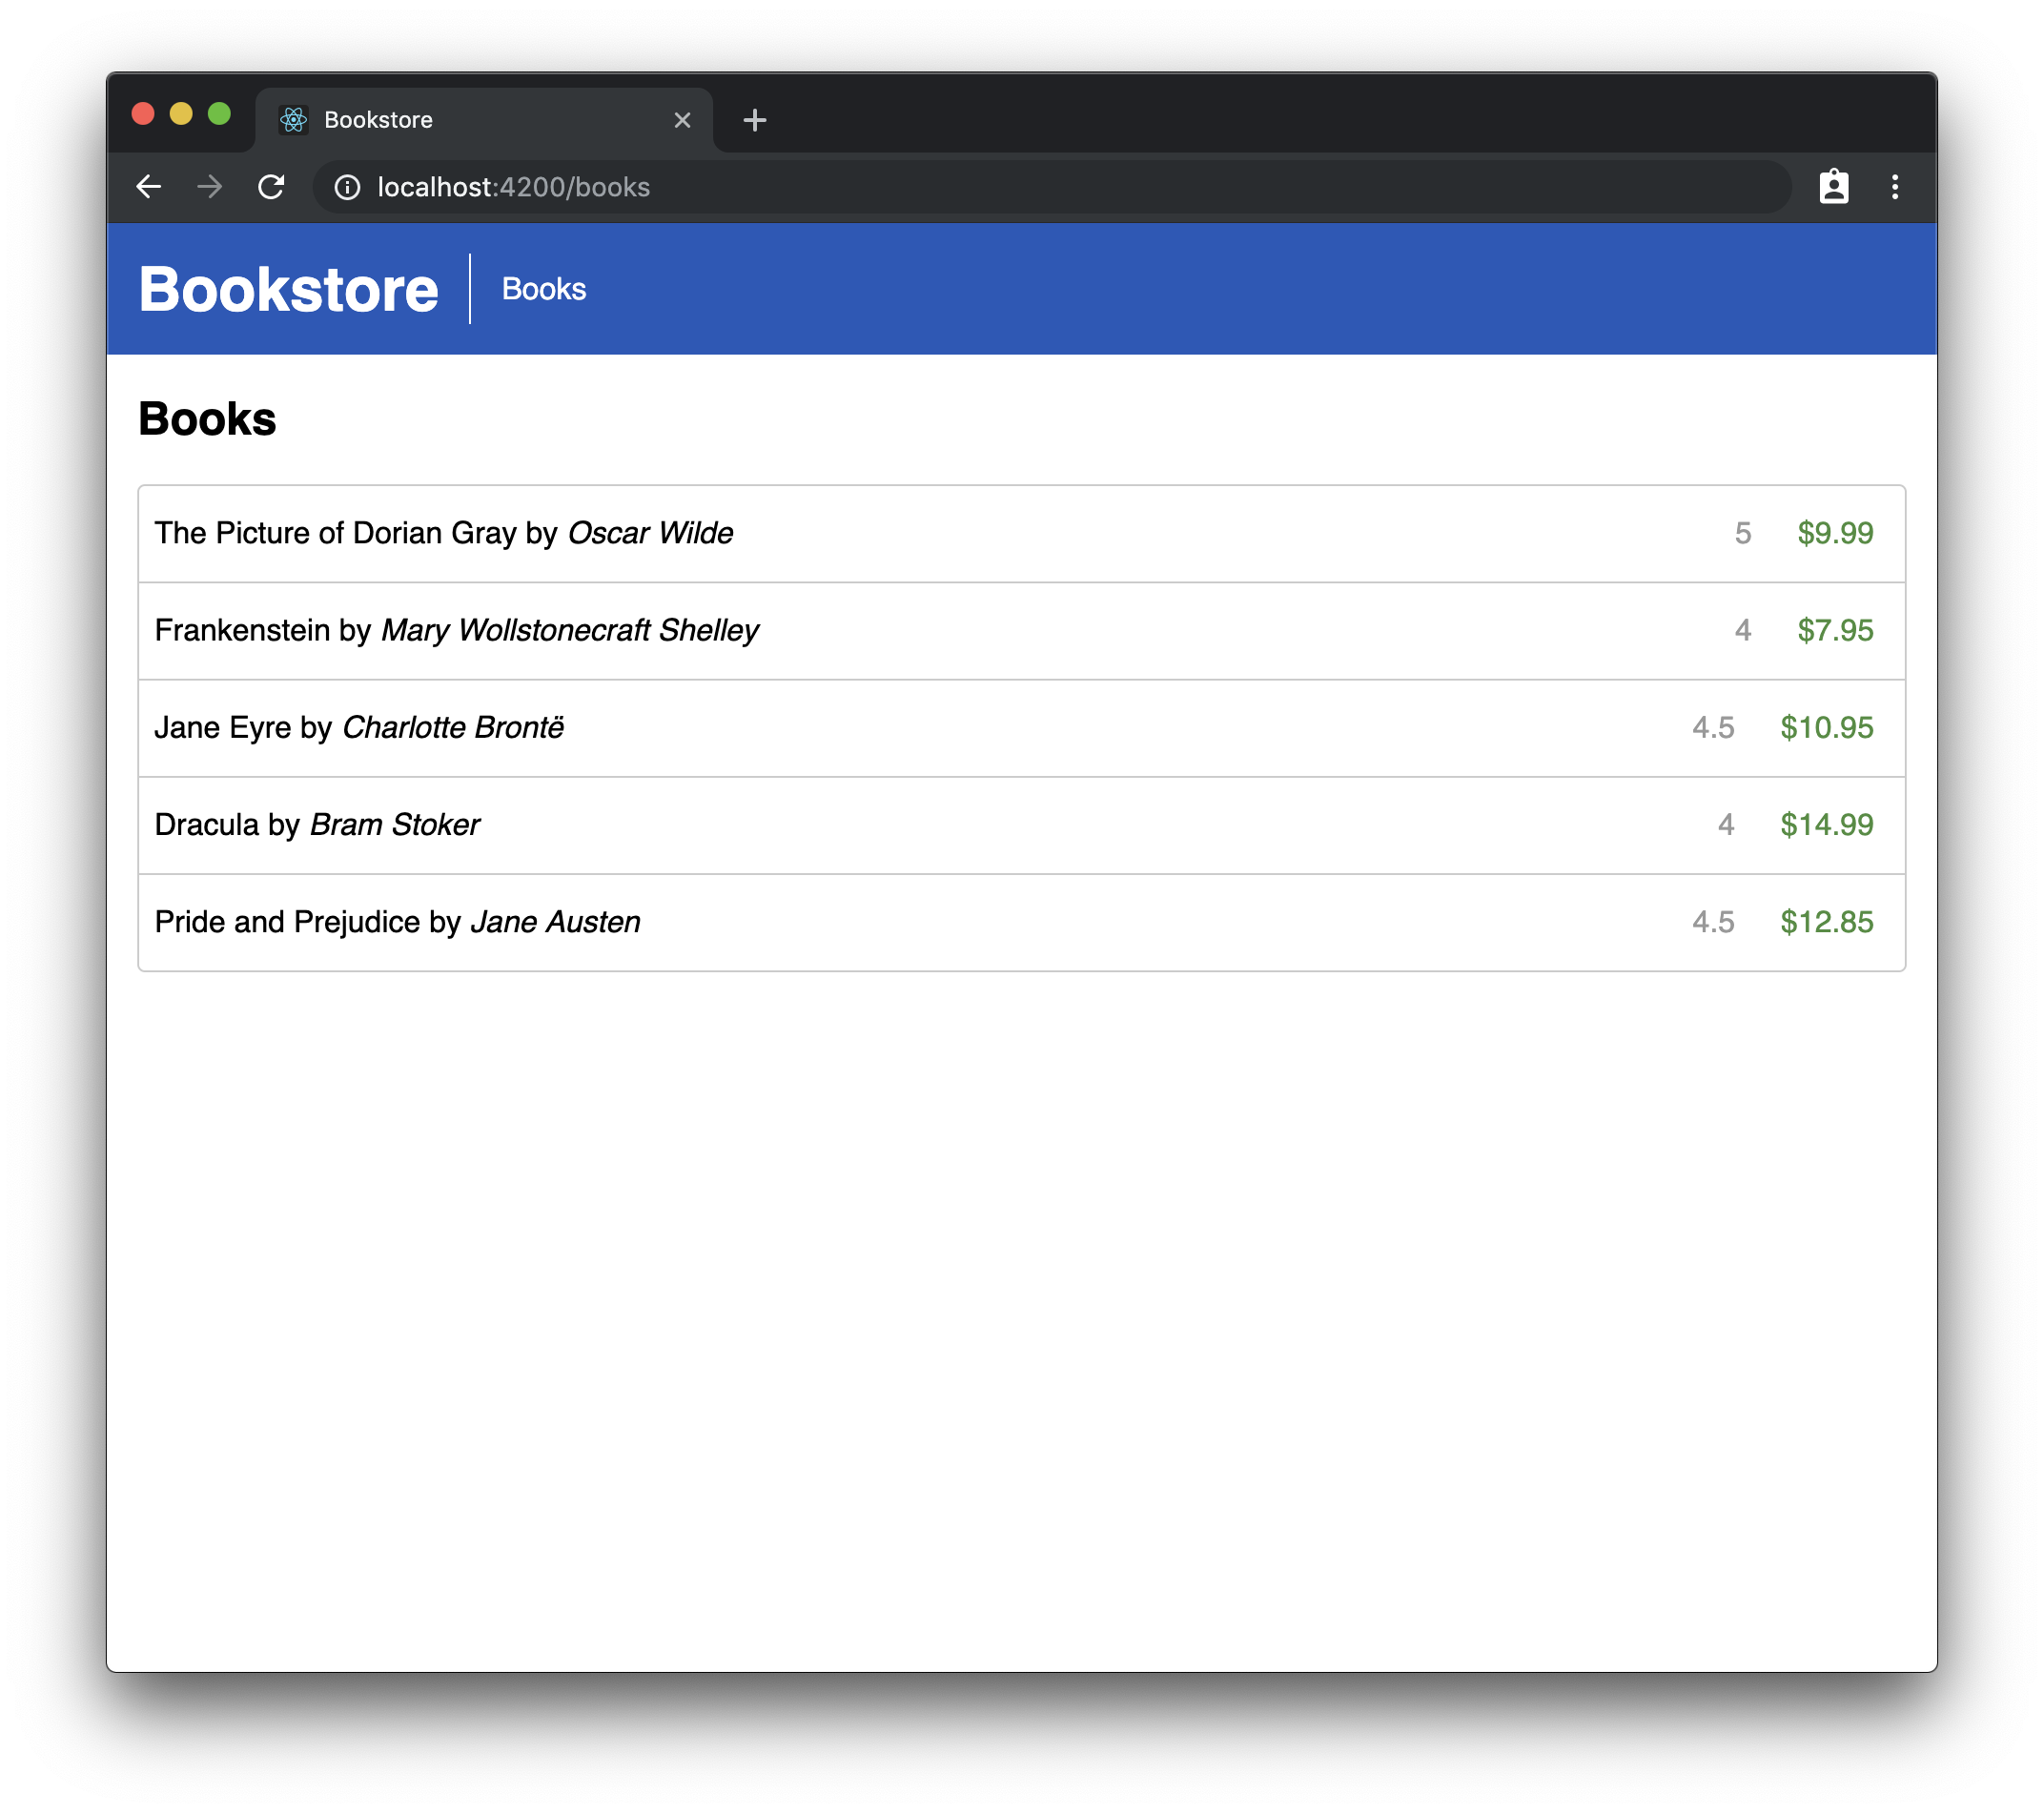 Bookstore
localhost:4200/books
Bookstore Books
Books
The Picture of Dorian Gray by Oscar Wilde 5 $9.99
Frankenstein by Mary Wollstonecraft Shelley 4 $7.95
Jane Eyre by Charlotte Brontë 4.5 $10.95
Dracula by Bram Stoker 4 $14.99
Pride and Prejudice by Jane Austen 4.5 $12.85